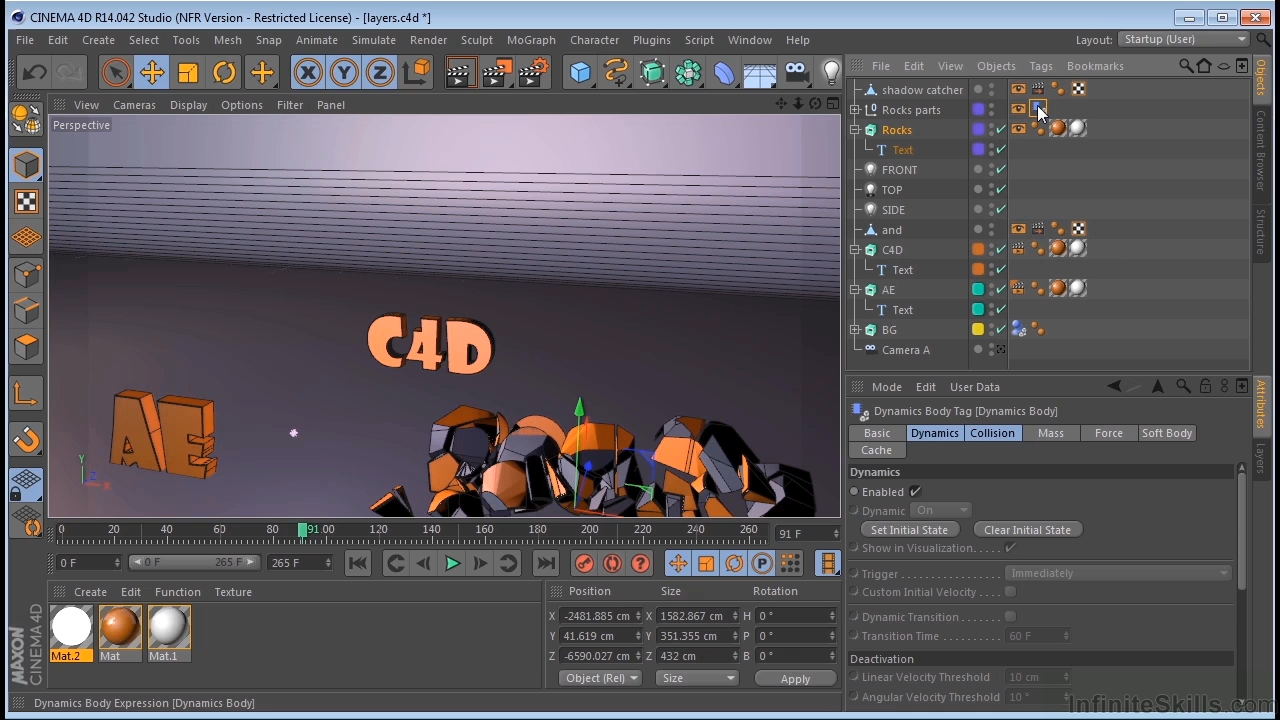 CINEMA 4D R14.042 Studio (NFR Version - Restricted License) - [layers.c4d *]
File Edit Create Select Tools Mesh Snap Animate Simulate Render Sculpt MoGraph Character Plugins Script Window Help
Layout: Startup (User)
X Y Z
File Edit View Objects Tags Bookmarks
View Cameras Display Options Filter Panel
Perspective
shadow catcher
Rocks parts
Rocks
Text
FRONT
TOP
SIDE
and
C4D
Text
AE
Text
BG
Camera A
Objects
Content Browser
Structure
C4D
AE
Y
Z
X
Mode Edit User Data
Dynamics Body Tag [Dynamics Body]
Basic Dynamics Collision Mass Force Soft Body
Cache
Dynamics
Enabled
Dynamic On
Set Initial State Clear Initial State
Show in Visualization. . . . .
Trigger . . . . . . . . . . . . . . . . Immediately
Custom Initial Velocity . . . . .
Dynamic Transition. . . . . . . .
Transition Time . . . . . . . . . . 60 F
Deactivation
Linear Velocity Threshold 10 cm
Angular Velocity Threshold 10 °
Attributes
Layers
0 20 40 60 80 91.00 120 140 160 180 200 220 240 260
91 F
0 F 0 F 265 F 265 F
P
Create Edit Function Texture
Mat.2 Mat Mat.1
Position Size Rotation
X -2481.885 cm X 1582.867 cm H 0 °
Y 41.619 cm Y 351.355 cm P 0 °
Z -6590.027 cm Z 432 cm B 0 °
Object (Rel) Size Apply
MAXON
CINEMA 4D
Dynamics Body Expression [Dynamics Body]
InfiniteSkills.com